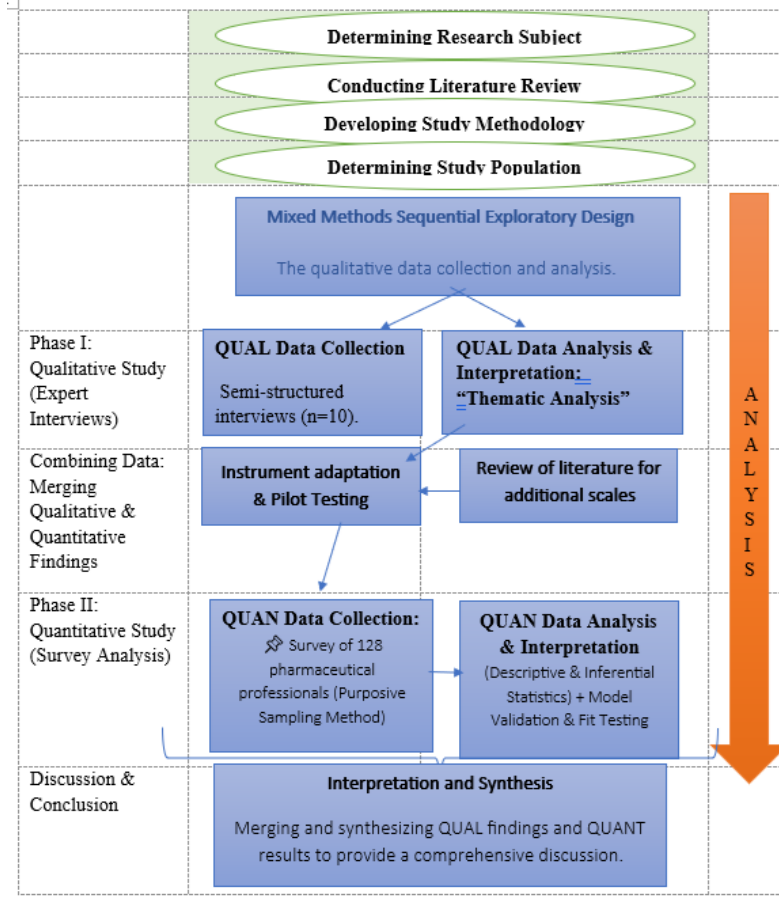 Determining Research Subject
Conducting Literature Review
Developing Study Methodology
Determining Study Population
Mixed Methods Sequential Exploratory Design
The qualitative data collection and analysis.
Phase I:
Qualitative Study
(Expert
Interviews)
QUAL Data Collection
Semi-structured
interviews (n=10).
QUAL Data Analysis &
Interpretation:
“Thematic Analysis”
Combining Data:
Merging
Qualitative &
Quantitative
Findings
Instrument adaptation
& Pilot Testing
Review of literature for
additional scales
Phase II:
Quantitative Study
(Survey Analysis)
QUAN Data Collection:
Survey of 128
pharmaceutical
professionals (Purposive
Sampling Method)
QUAN Data Analysis
& Interpretation
(Descriptive & Inferential
Statistics) + Model
Validation & Fit Testing
Discussion &
Conclusion
Interpretation and Synthesis
Merging and synthesizing QUAL findings and QUANT
results to provide a comprehensive discussion.
A
N
A
L
Y
S
I
S